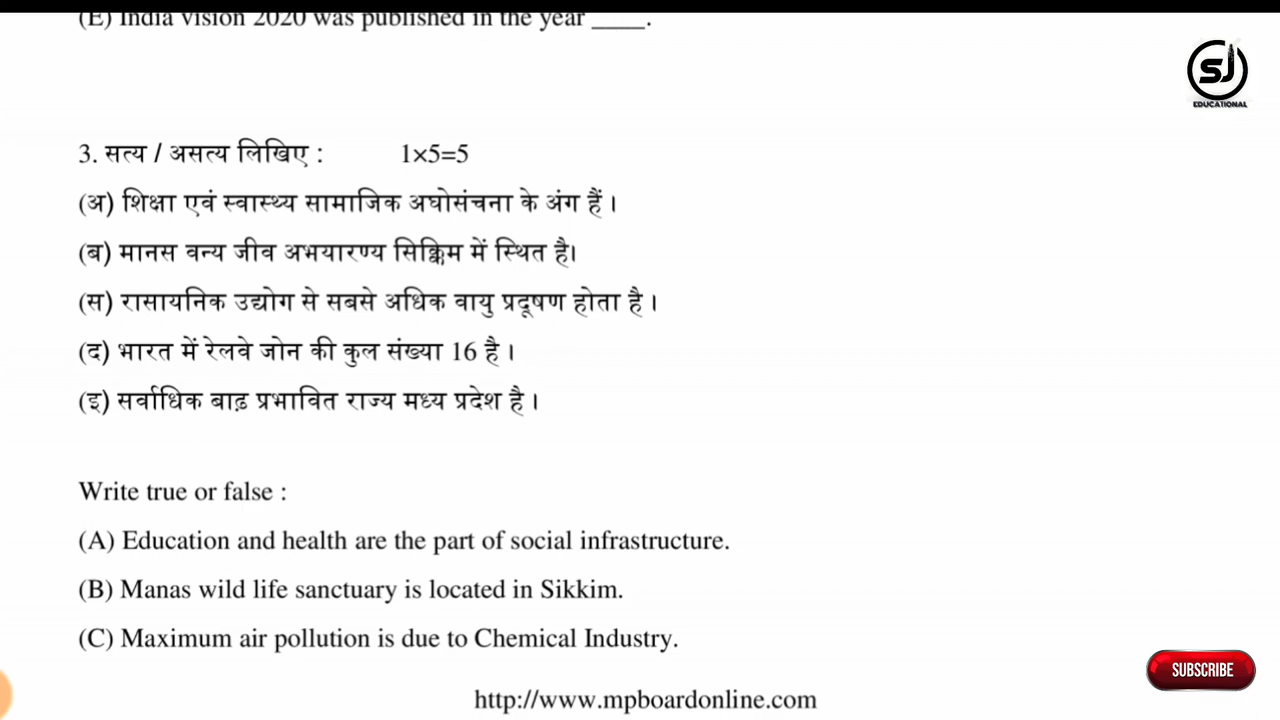 (E) India vision 2020 was published in the year ____.
SJ
EDUCATIONAL
3. सत्य / असत्य लिखिए : 1×5=5
(अ) शिक्षा एवं स्वास्थ्य सामाजिक अघोसंचना के अंग हैं ।
(ब) मानस वन्य जीव अभयारण्य सिक्किम में स्थित है।
(स) रासायनिक उद्योग से सबसे अधिक वायु प्रदूषण होता है ।
(द) भारत में रेलवे जोन की कुल संख्या 16 है ।
(इ) सर्वाधिक बाढ़ प्रभावित राज्य मध्य प्रदेश है ।
Write true or false :
(A) Education and health are the part of social infrastructure.
(B) Manas wild life sanctuary is located in Sikkim.
(C) Maximum air pollution is due to Chemical Industry.
SUBSCRIBE
http://www.mpboardonline.com